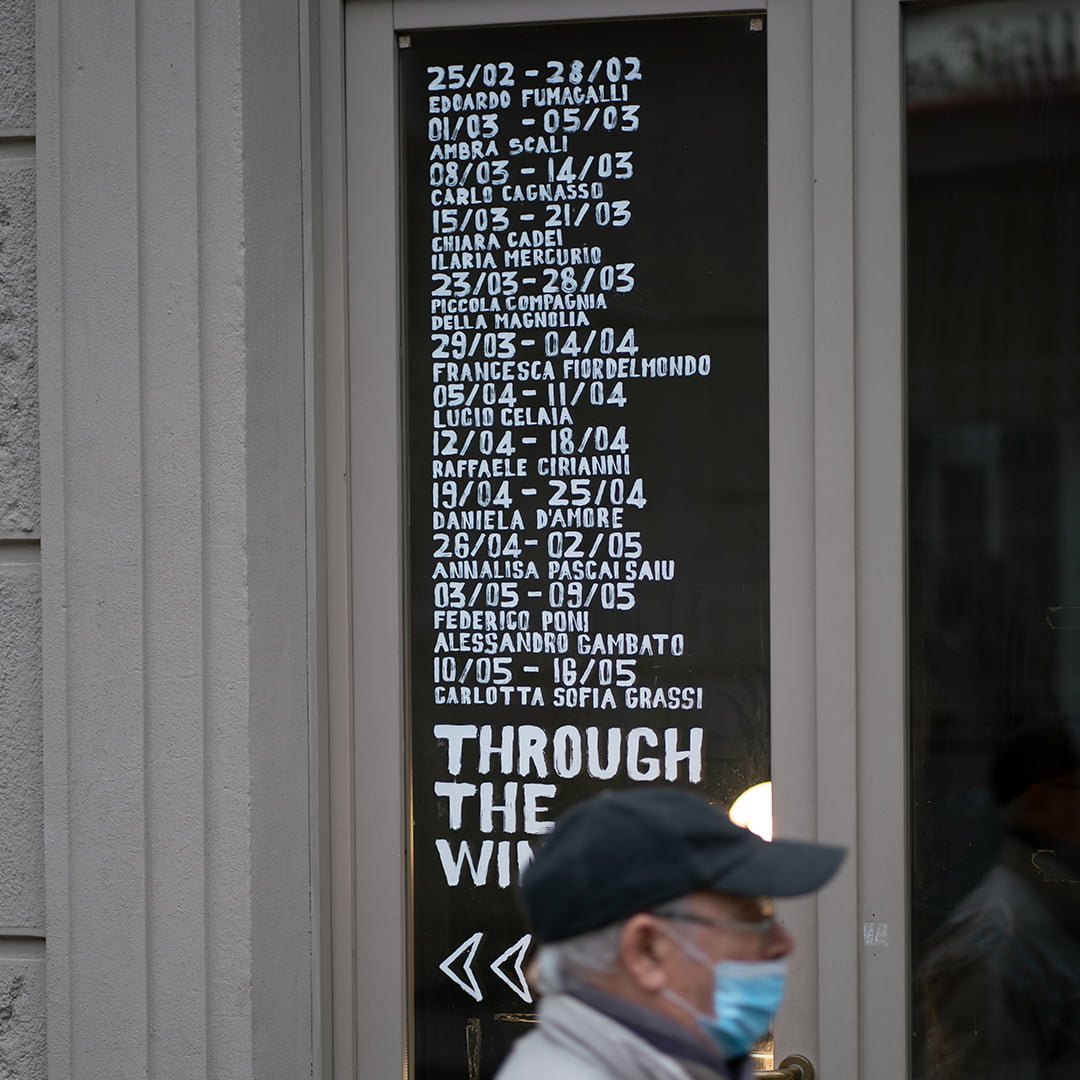 25/02 - 28/02
EDOARDO FUMAGALLI
01/03 - 05/03
AMBRA SCALI
08/03 - 14/03
CARLO CAGNASSO
15/03 - 21/03
CHIARA CADEI
ILARIA MERCURIO
23/03 - 28/03
PICCOLA COMPAGNIA
DELLA MAGNOLIA
29/03 - 04/04
FRANCESCA FIORDELMONDO
05/04 - 11/04
LUCIO CELAIA
12/04 - 18/04
RAFFAELE CIRIANNI
19/04 - 25/04
DANIELA D'AMORE
26/04 - 02/05
ANNALISA PASCAI SAIU
03/05 - 09/05
FEDERICO PONI
ALESSANDRO GAMBATO
10/05 - 16/05
CARLOTTA SOFIA GRASSI
THROUGH
THE